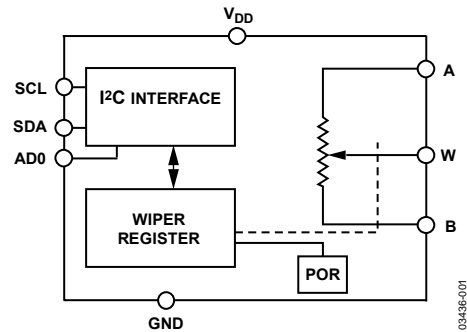 VDD
SCL
SDA
AD0
I2C INTERFACE
WIPER
REGISTER
POR
A
W
B
GND
03436-001